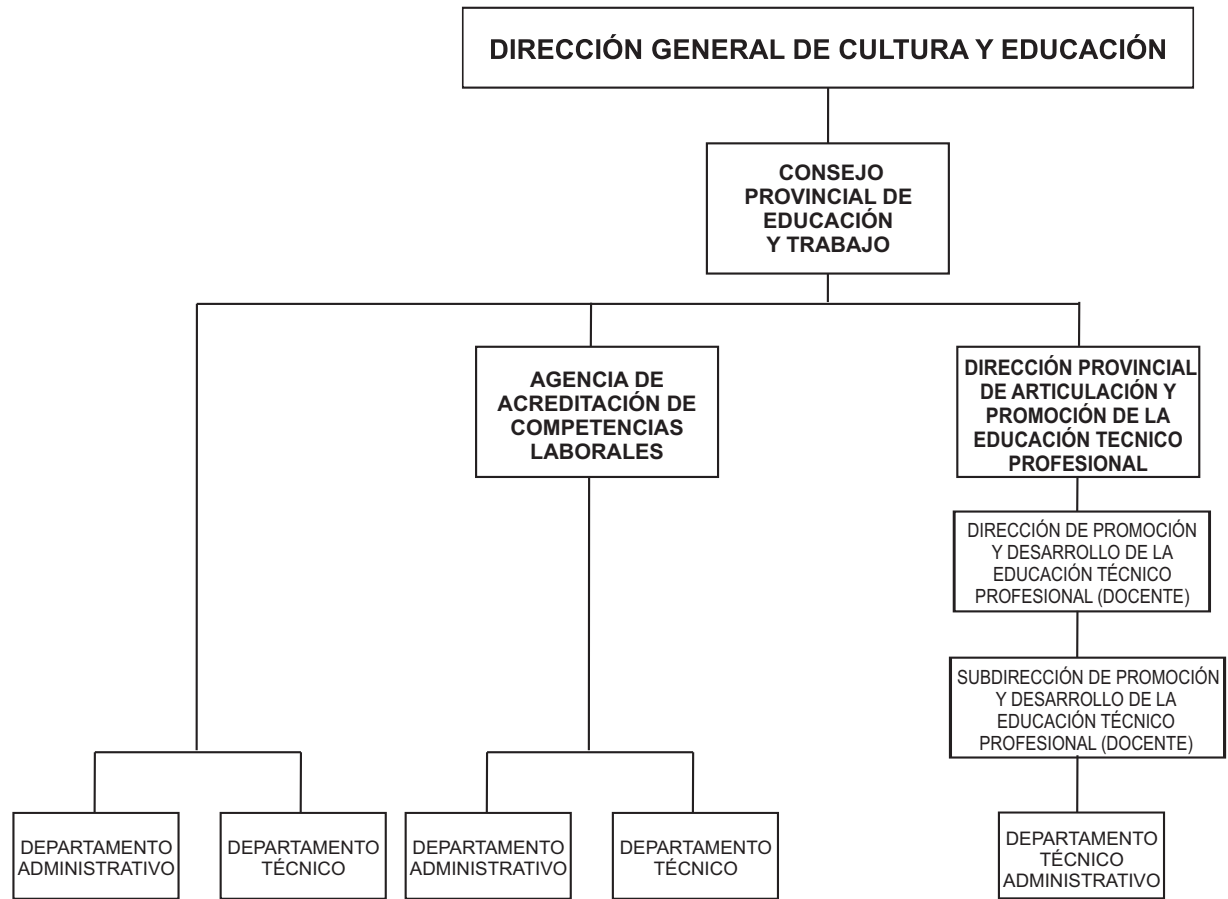 DIRECCIÓN GENERAL DE CULTURA Y EDUCACIÓN
CONSEJO
PROVINCIAL DE
EDUCACIÓN
Y TRABAJO
AGENCIA DE
ACREDITACIÓN DE
COMPETENCIAS
LABORALES
DIRECCIÓN PROVINCIAL
DE ARTICULACIÓN Y
PROMOCIÓN DE LA
EDUCACIÓN TECNICO
PROFESIONAL
DIRECCIÓN DE PROMOCIÓN
Y DESARROLLO DE LA
EDUCACIÓN TÉCNICO
PROFESIONAL (DOCENTE)
SUBDIRECCIÓN DE PROMOCIÓN
Y DESARROLLO DE LA
EDUCACIÓN TÉCNICO
PROFESIONAL (DOCENTE)
DEPARTAMENTO
ADMINISTRATIVO
DEPARTAMENTO
TÉCNICO
DEPARTAMENTO
ADMINISTRATIVO
DEPARTAMENTO
TÉCNICO
DEPARTAMENTO
TÉCNICO
ADMINISTRATIVO